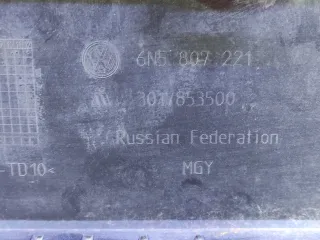 6N5 807 221
301/853500
Russian Federation
-TD10<
MGY